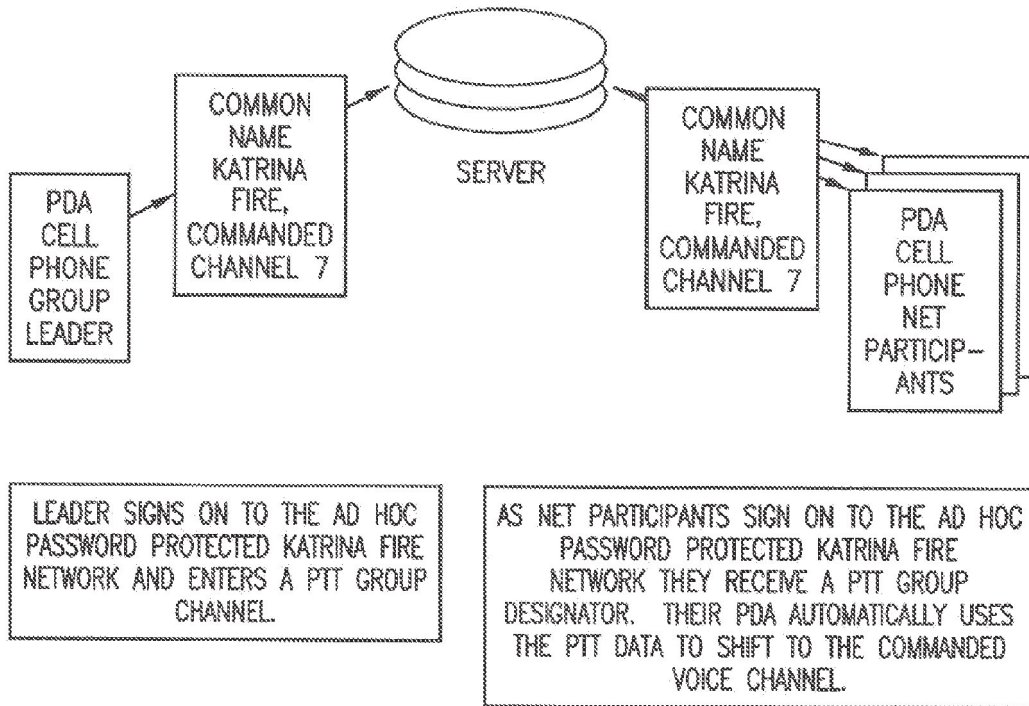 PDA
CELL
PHONE
GROUP
LEADER
COMMON
NAME
KATRINA
FIRE,
COMMANDED
CHANNEL 7
SERVER
COMMON
NAME
KATRINA
FIRE,
COMMANDED
CHANNEL 7
PDA
CELL
PHONE
NET
PARTICIP-
ANTS
LEADER SIGNS ON TO THE AD HOC
PASSWORD PROTECTED KATRINA FIRE
NETWORK AND ENTERS A PTT GROUP
CHANNEL.
AS NET PARTICIPANTS SIGN ON TO THE AD HOC
PASSWORD PROTECTED KATRINA FIRE
NETWORK THEY RECEIVE A PTT GROUP
DESIGNATOR. THEIR PDA AUTOMATICALLY USES
THE PTT DATA TO SHIFT TO THE COMMANDED
VOICE CHANNEL.